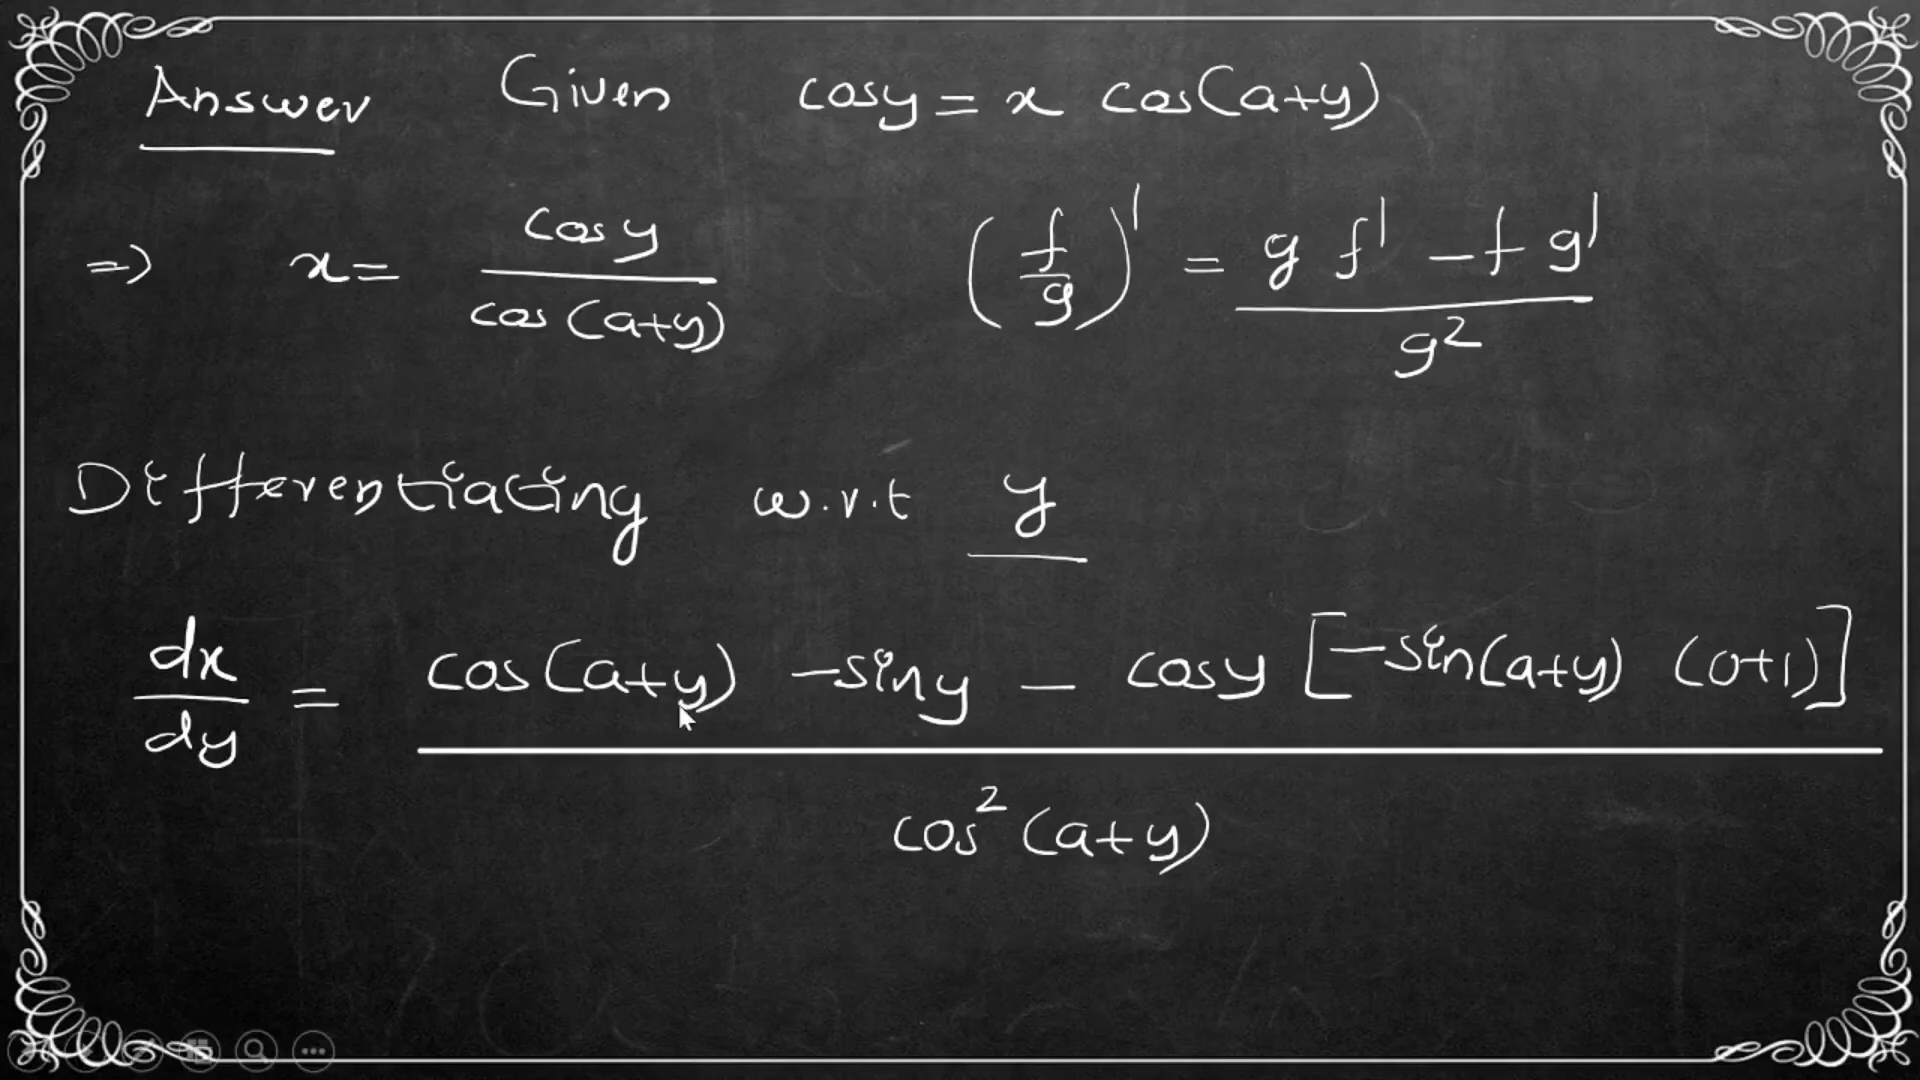 Answer Given cosy = x cos(a+y)
=> x = cosy / cos(a+y) (f/g)' = g f' - f g' / g²
Differentiating w.r.t y
dx/dy = cos(a+y) -siny - cosy [-sin(a+y) (0+1)] / cos²(a+y)